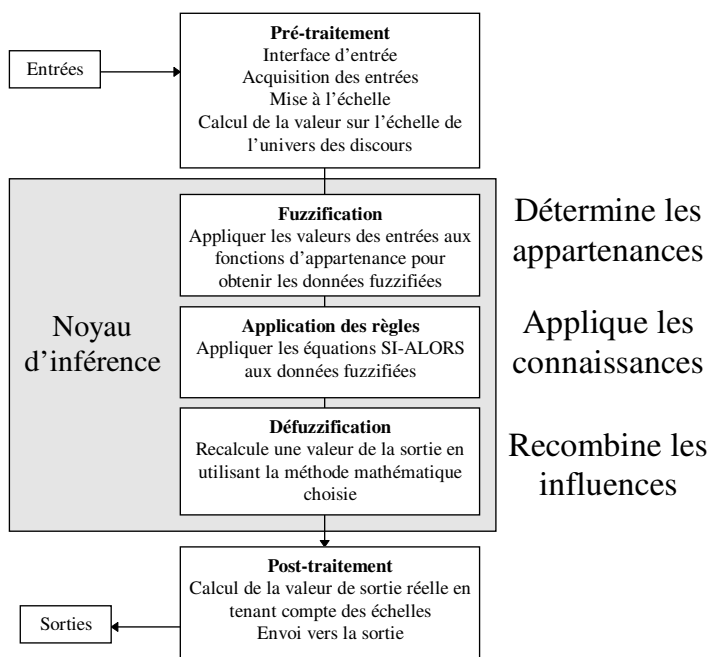 Pré-traitement
Interface d’entrée
Acquisition des entrées
Mise à l’échelle
Calcul de la valeur sur l’échelle de
l’univers des discours
Entrées
Fuzzification
Appliquer les valeurs des entrées aux
fonctions d’appartenance pour
obtenir les données fuzzifiées
Détermine les
appartenances
Noyau
d’inférence
Application des règles
Appliquer les équations SI-ALORS
aux données fuzzifiées
Applique les
connaissances
Défuzzification
Recalcule une valeur de la sortie en
utilisant la méthode mathématique
choisie
Recombine les
influences
Post-traitement
Calcul de la valeur de sortie réelle en
tenant compte des échelles
Envoi vers la sortie
Sorties